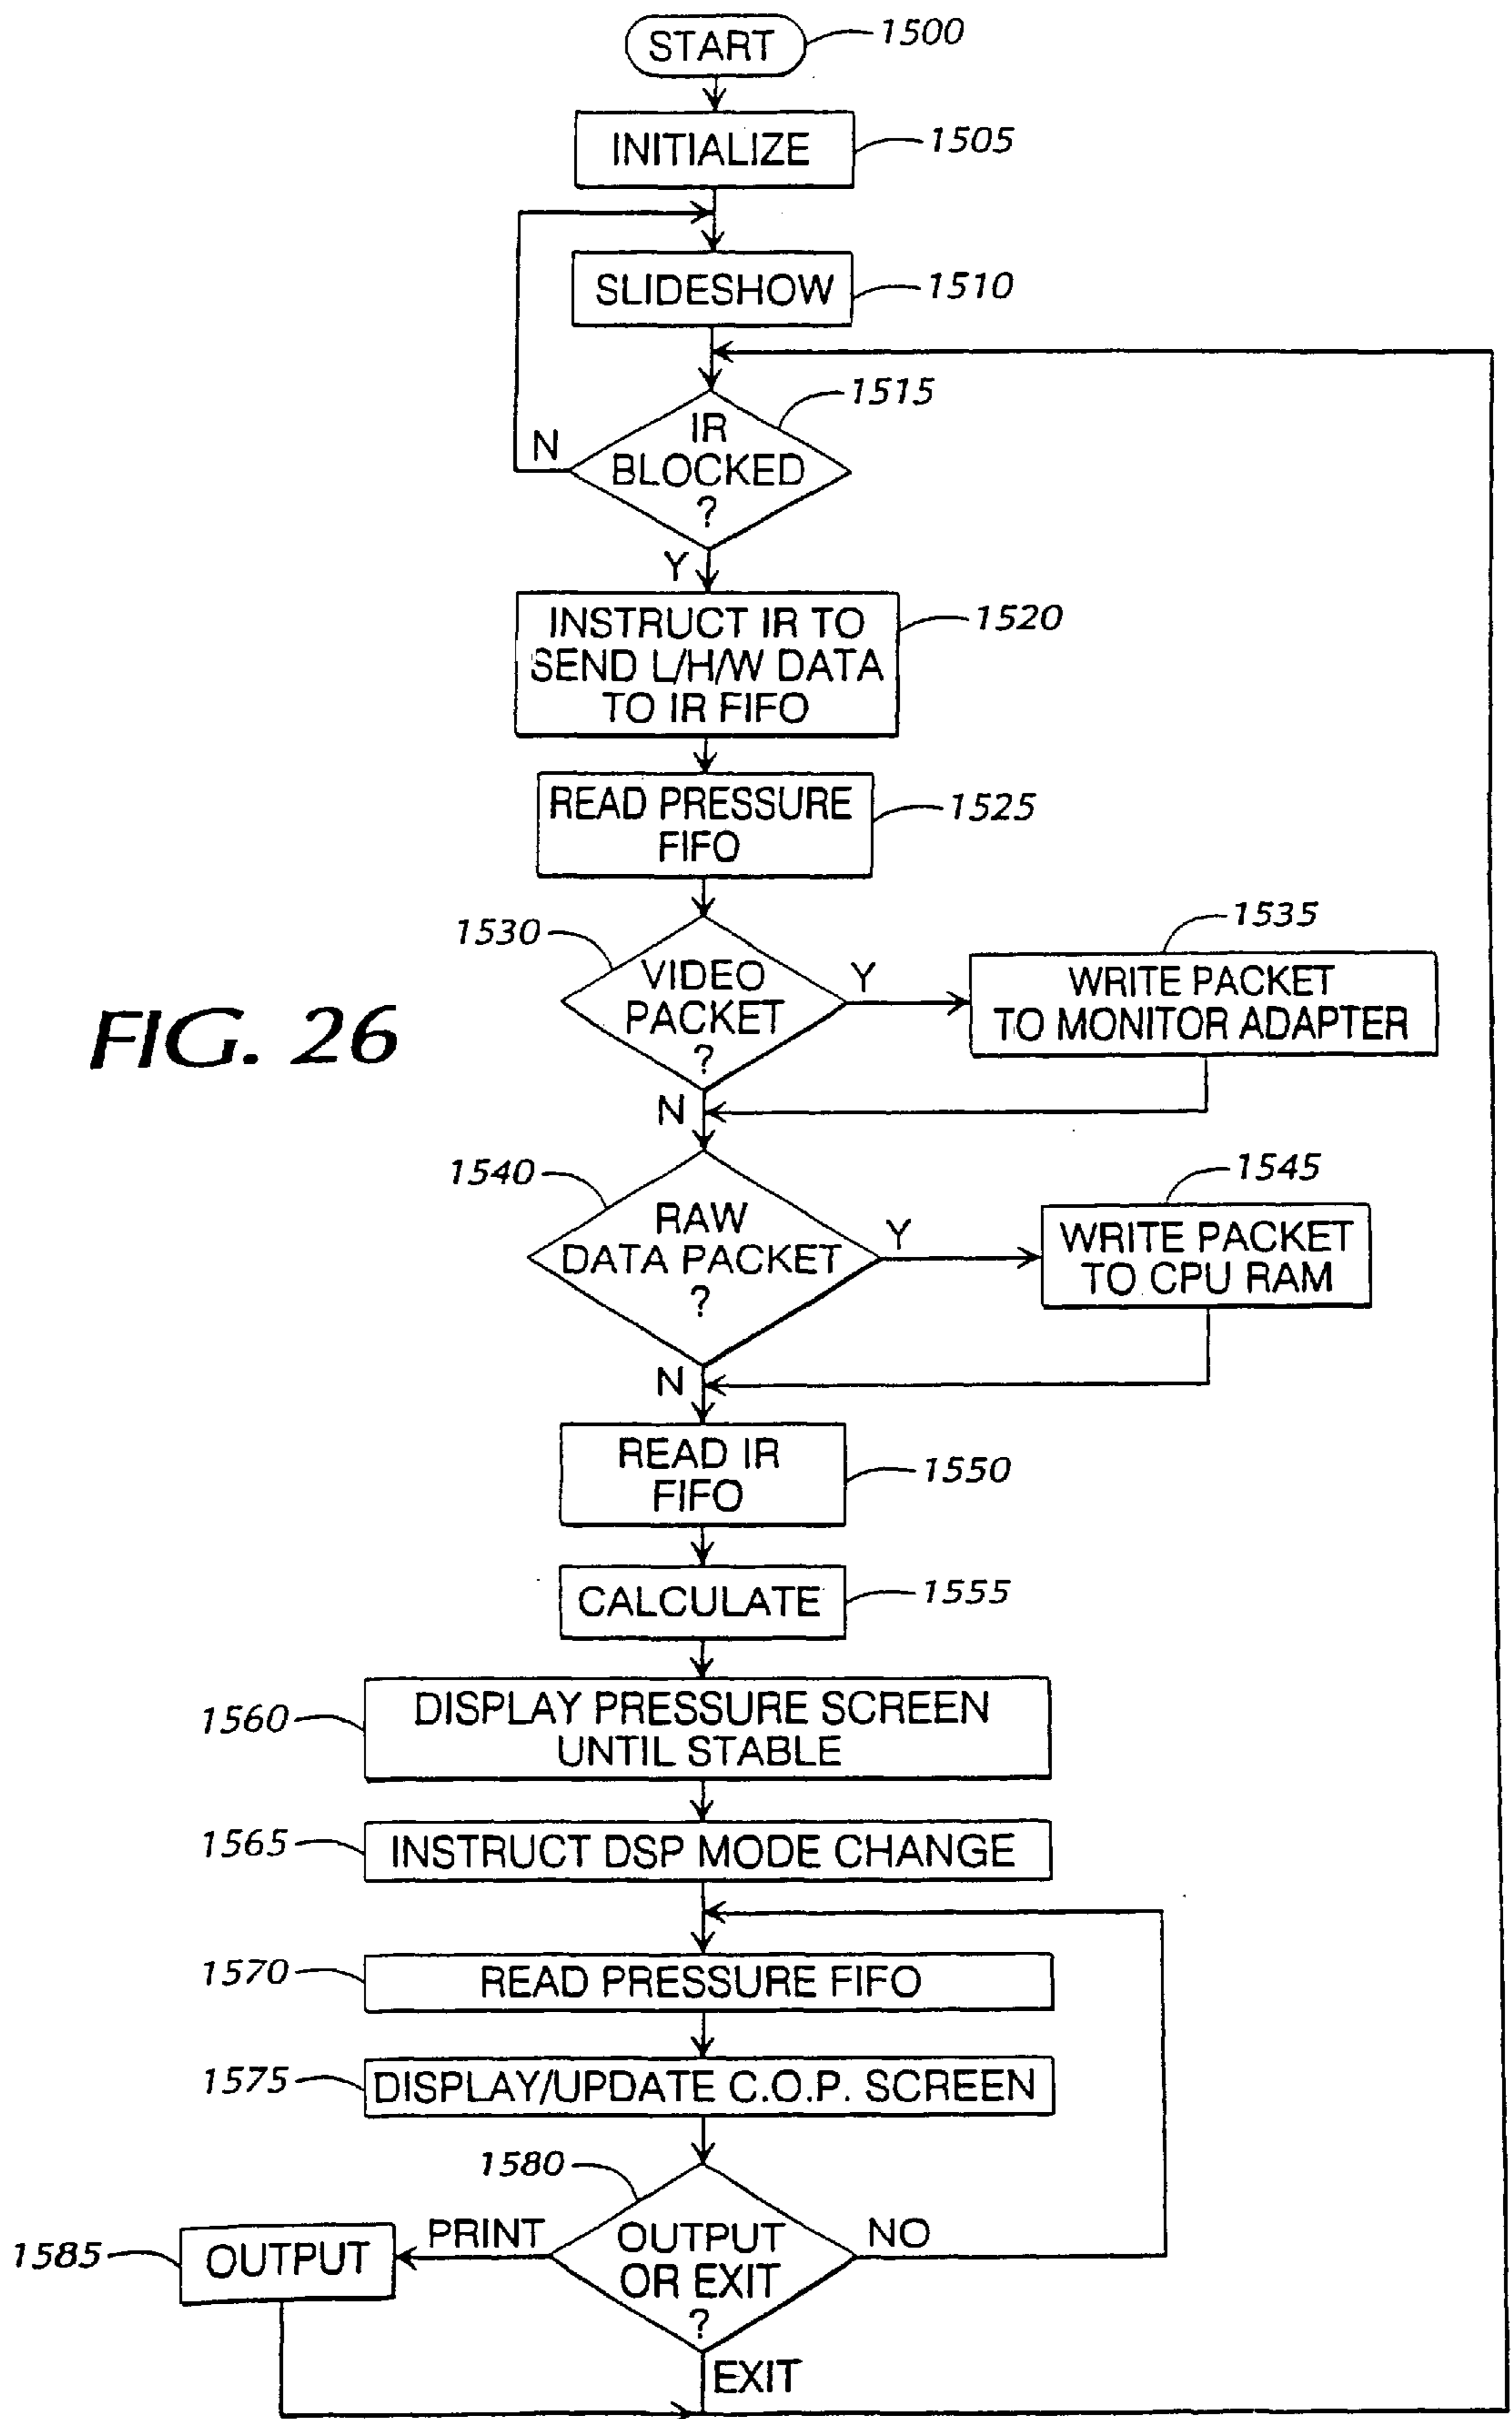 START
1500
INITIALIZE
1505
SLIDESHOW
1510
1515
IR
BLOCKED
?
N
Y
INSTRUCT IR TO
SEND L/H/W DATA
TO IR FIFO
1520
READ PRESSURE
FIFO
1525
1530
VIDEO
PACKET
?
Y
1535
WRITE PACKET
TO MONITOR ADAPTER
FIG. 26
N
1540
RAW
DATA PACKET
?
Y
1545
WRITE PACKET
TO CPU RAM
N
READ IR
FIFO
1550
CALCULATE
1555
1560
DISPLAY PRESSURE SCREEN
UNTIL STABLE
1565
INSTRUCT DSP MODE CHANGE
1570
READ PRESSURE FIFO
1575
DISPLAY/UPDATE C.O.P. SCREEN
1580
OUTPUT
OR EXIT
?
PRINT
NO
1585
OUTPUT
EXIT